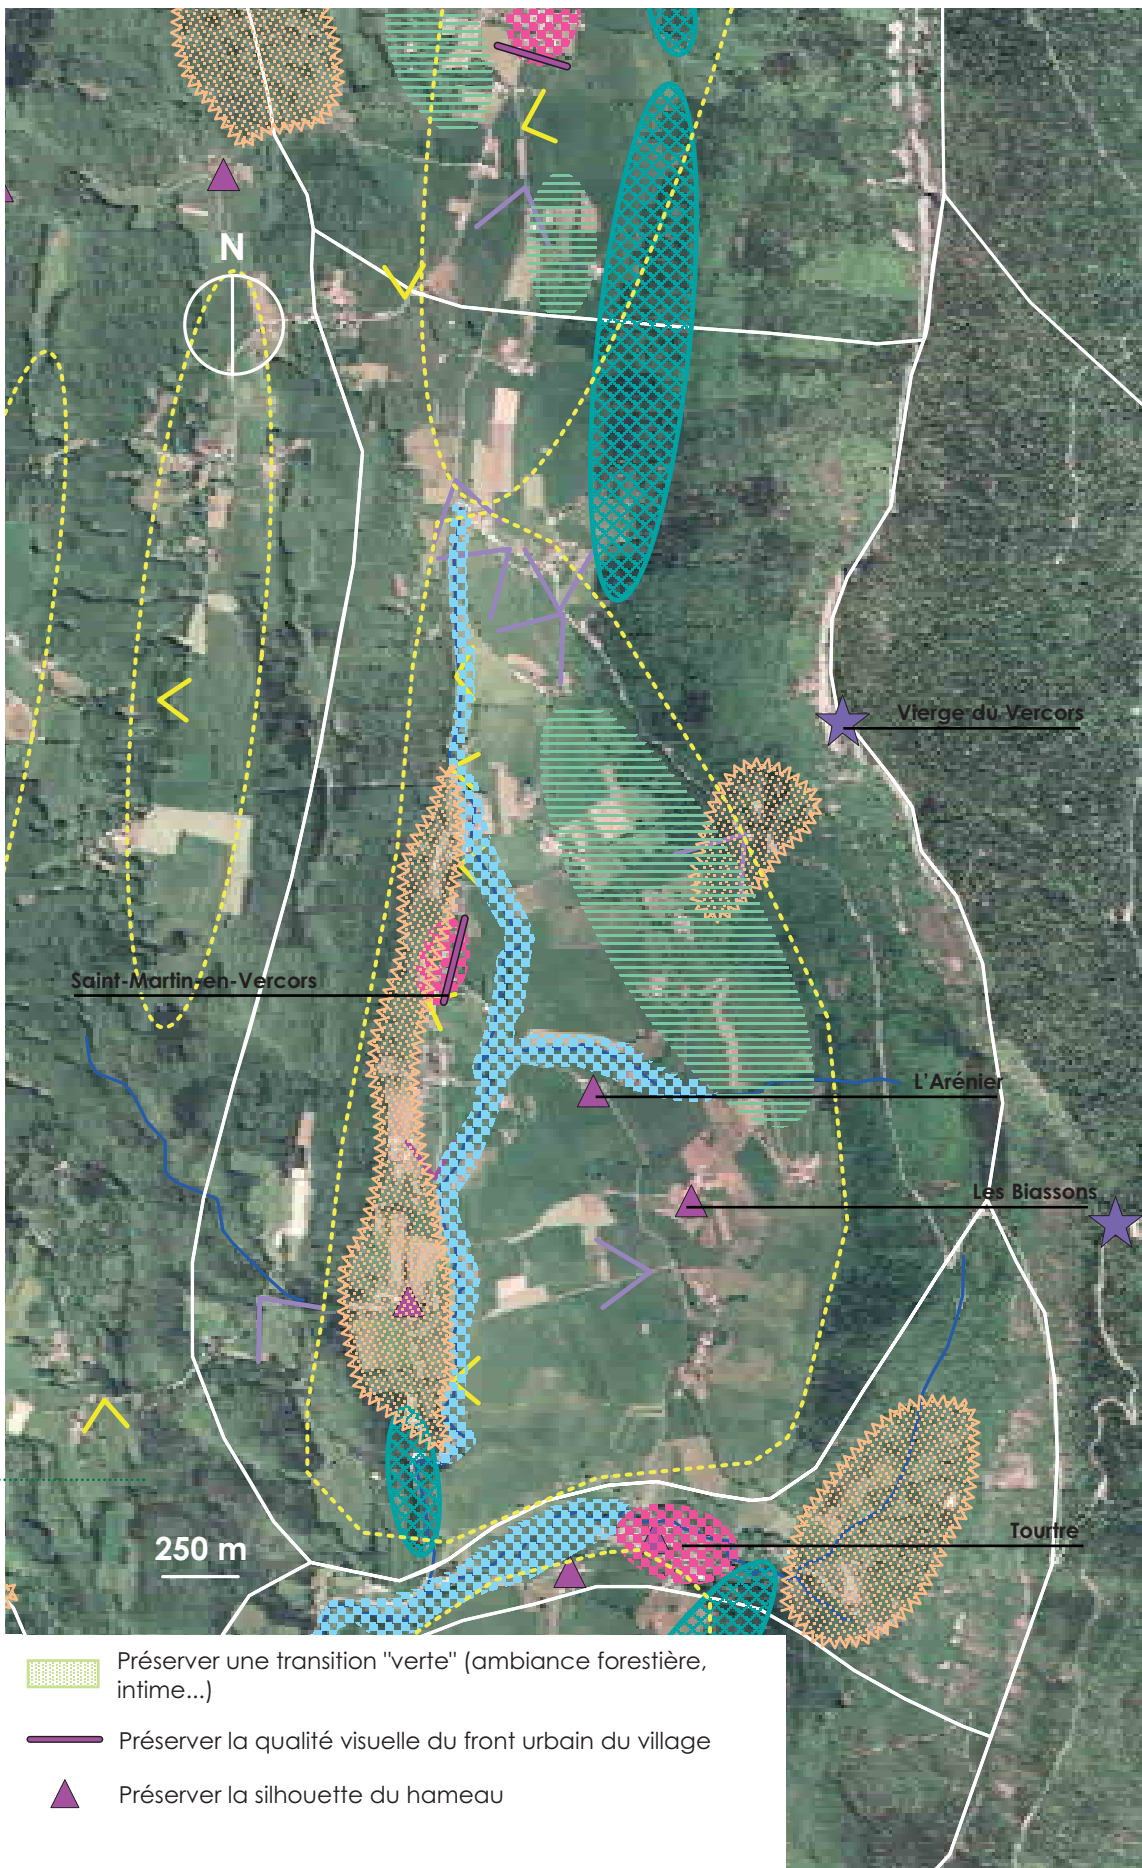 N
Vierge du Vercors
Saint-Martin-en-Vercors
L'Arénier
Les Biassons
Tourtre
250 m
Préserver une transition "verte" (ambiance forestière,
intime...)
Préserver la qualité visuelle du front urbain du village
Préserver la silhouette du hameau